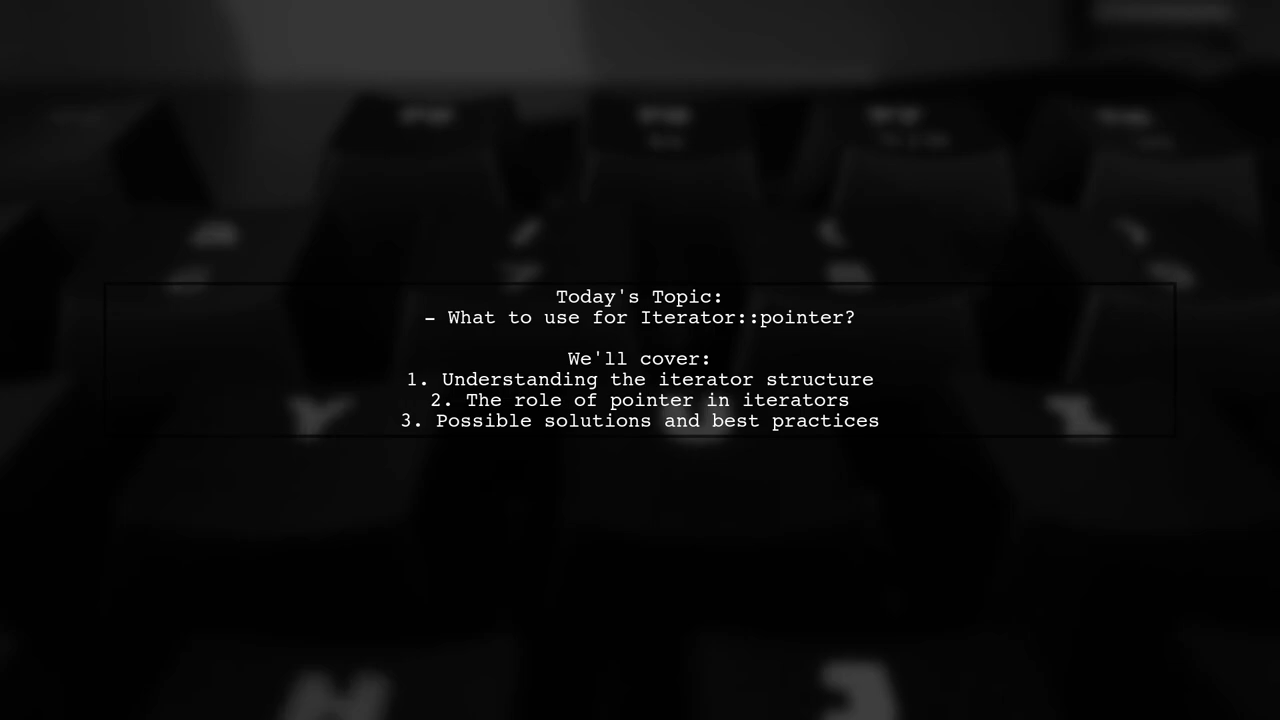 Today's Topic:
- What to use for Iterator::pointer?
We'll cover:
1. Understanding the iterator structure
2. The role of pointer in iterators
3. Possible solutions and best practices